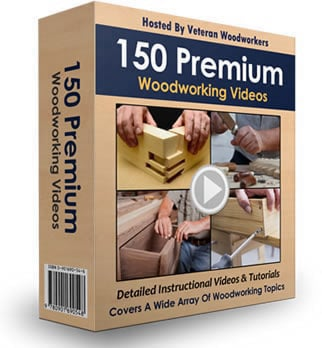 Hosted By Veteran Woodworkers
150 Premium
Woodworking Videos
Detailed Instructional Videos & Tutorials
Covers A Wide Array Of Woodworking Topics
150 Premium
Woodworking Videos